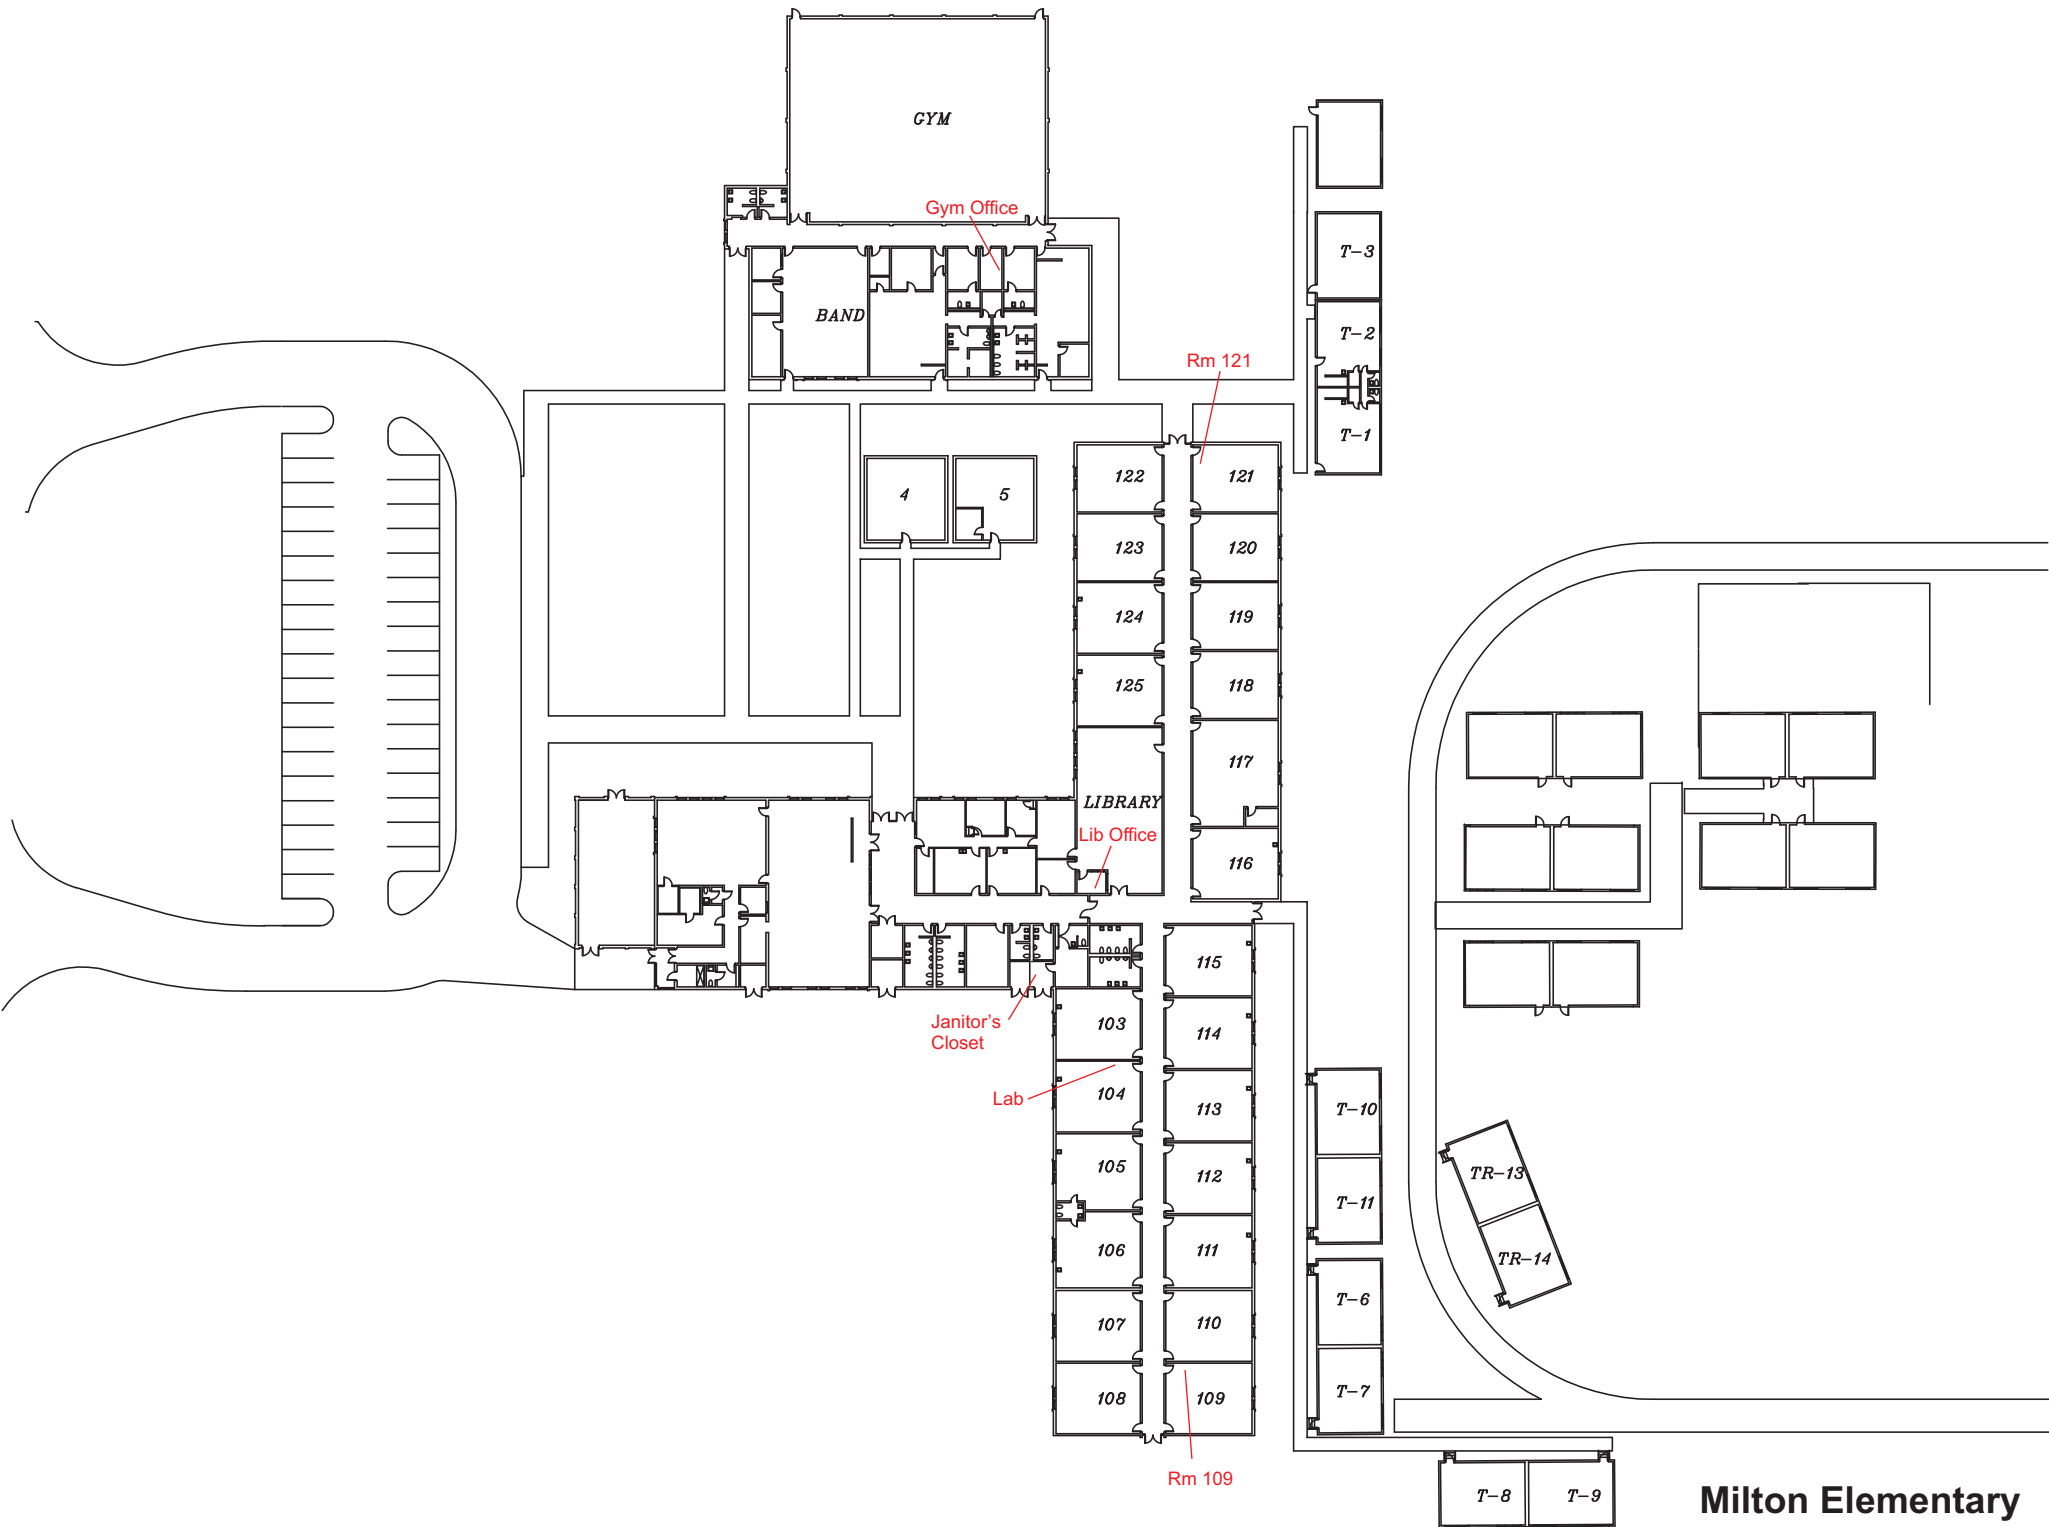 GYM
Gym Office
T-3
BAND
T-2
Rm 121
T-1
122
121
4
5
123
120
124
119
125
118
117
LIBRARY
Lib Office
116
115
Janitor's
Closet
103
114
Lab
104
113
T-10
105
112
TR-13
T-11
106
111
TR-14
T-6
107
110
T-7
108
109
Rm 109
T-8
T-9
Milton Elementary